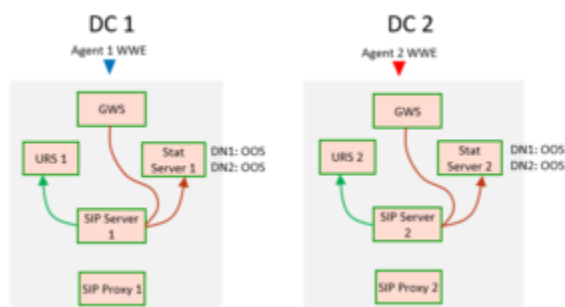 DC 1
Agent 1 WWE
GWS
URS 1
Stat
Server 1
DN1: OOS
DN2: OOS
SIP Server
1
SIP Proxy 1
DC 2
Agent 2 WWE
GWS
URS 2
Stat
Server 2
DN1: OOS
DN2: OOS
SIP Server
2
SIP Proxy 2